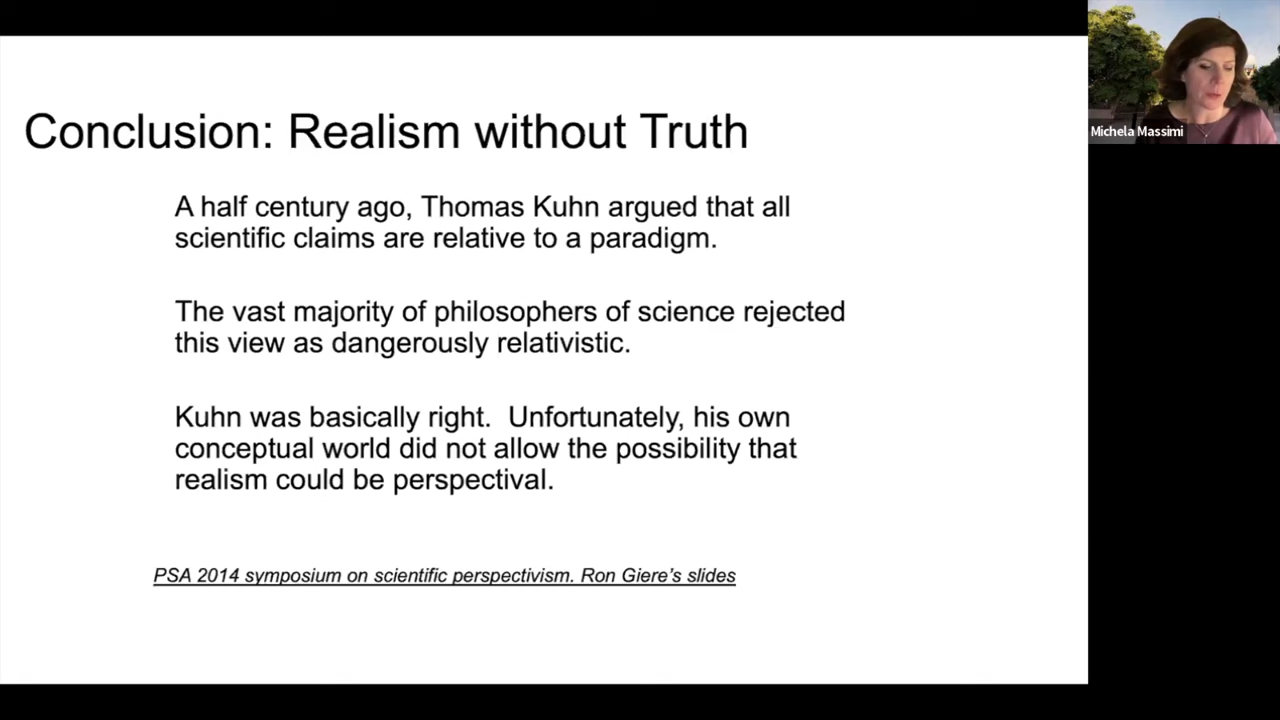 Conclusion: Realism without Truth
A half century ago, Thomas Kuhn argued that all
scientific claims are relative to a paradigm.
The vast majority of philosophers of science rejected
this view as dangerously relativistic.
Kuhn was basically right.  Unfortunately, his own
conceptual world did not allow the possibility that
realism could be perspectival.
PSA 2014 symposium on scientific perspectivism. Ron Giere's slides
Michela Massimi